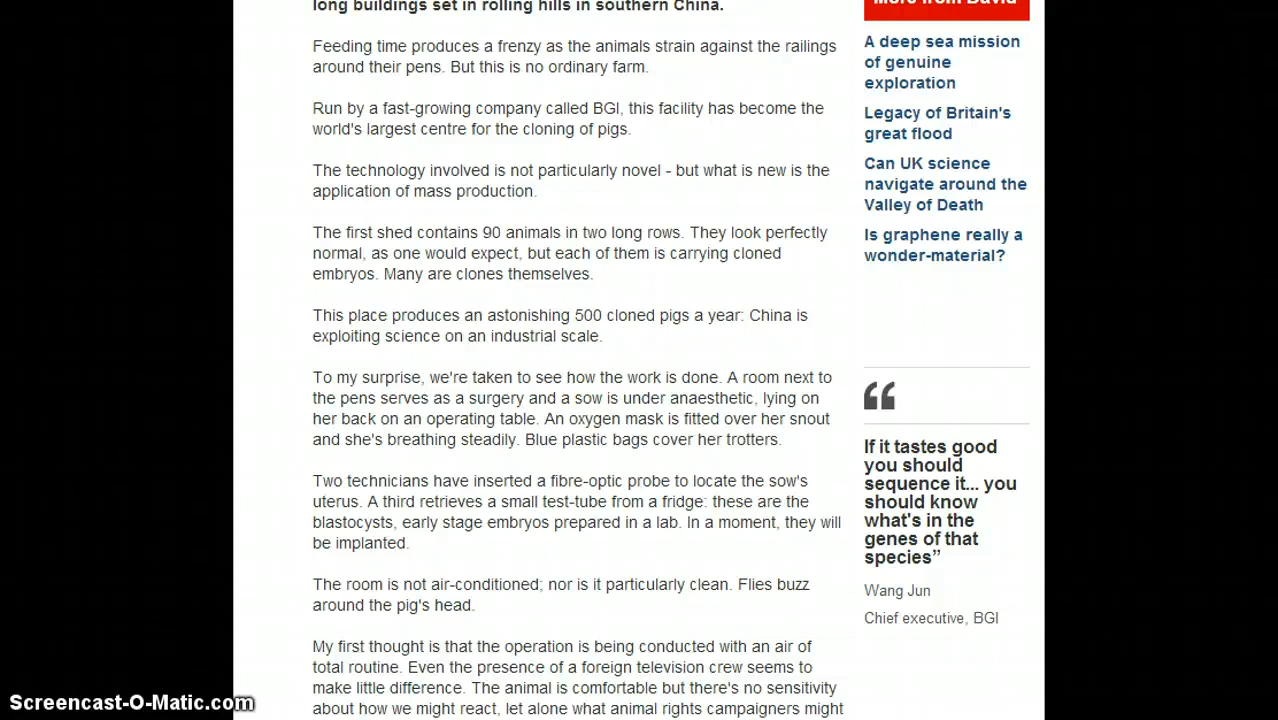 long buildings set in rolling hills in southern China.
Feeding time produces a frenzy as the animals strain against the railings
around their pens. But this is no ordinary farm.
Run by a fast-growing company called BGI, this facility has become the
world's largest centre for the cloning of pigs.
The technology involved is not particularly novel - but what is new is the
application of mass production.
The first shed contains 90 animals in two long rows. They look perfectly
normal, as one would expect, but each of them is carrying cloned
embryos. Many are clones themselves.
This place produces an astonishing 500 cloned pigs a year: China is
exploiting science on an industrial scale.
To my surprise, we're taken to see how the work is done. A room next to
the pens serves as a surgery and a sow is under anaesthetic, lying on
her back on an operating table. An oxygen mask is fitted over her snout
and she's breathing steadily. Blue plastic bags cover her trotters.
Two technicians have inserted a fibre-optic probe to locate the sow's
uterus. A third retrieves a small test-tube from a fridge: these are the
blastocysts, early stage embryos prepared in a lab. In a moment, they will
be implanted.
The room is not air-conditioned; nor is it particularly clean. Flies buzz
around the pig's head.
My first thought is that the operation is being conducted with an air of
total routine. Even the presence of a foreign television crew seems to
make little difference. The animal is comfortable but there's no sensitivity
about how we might react, let alone what animal rights campaigners might
More from David
A deep sea mission
of genuine
exploration
Legacy of Britain's
great flood
Can UK science
navigate around the
Valley of Death
Is graphene really a
wonder-material?
“
If it tastes good
you should
sequence it... you
should know
what's in the
genes of that
species”
Wang Jun
Chief executive, BGI
Screencast-O-Matic.com